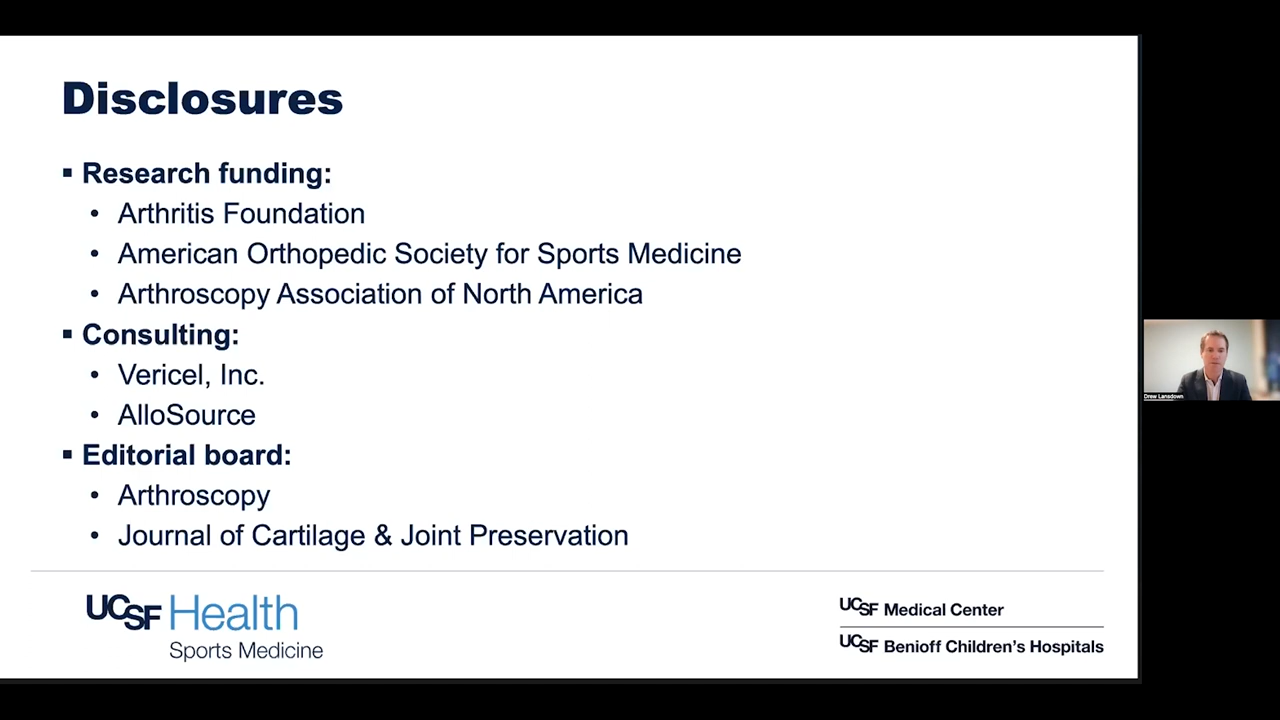 Disclosures
▪ Research funding:
• Arthritis Foundation
• American Orthopedic Society for Sports Medicine
• Arthroscopy Association of North America
▪ Consulting:
• Vericel, Inc.
• AlloSource
▪ Editorial board:
• Arthroscopy
• Journal of Cartilage & Joint Preservation
UCSF Health
Sports Medicine
UCSF Medical Center
UCSF Benioff Children's Hospitals
Drew Lansdown